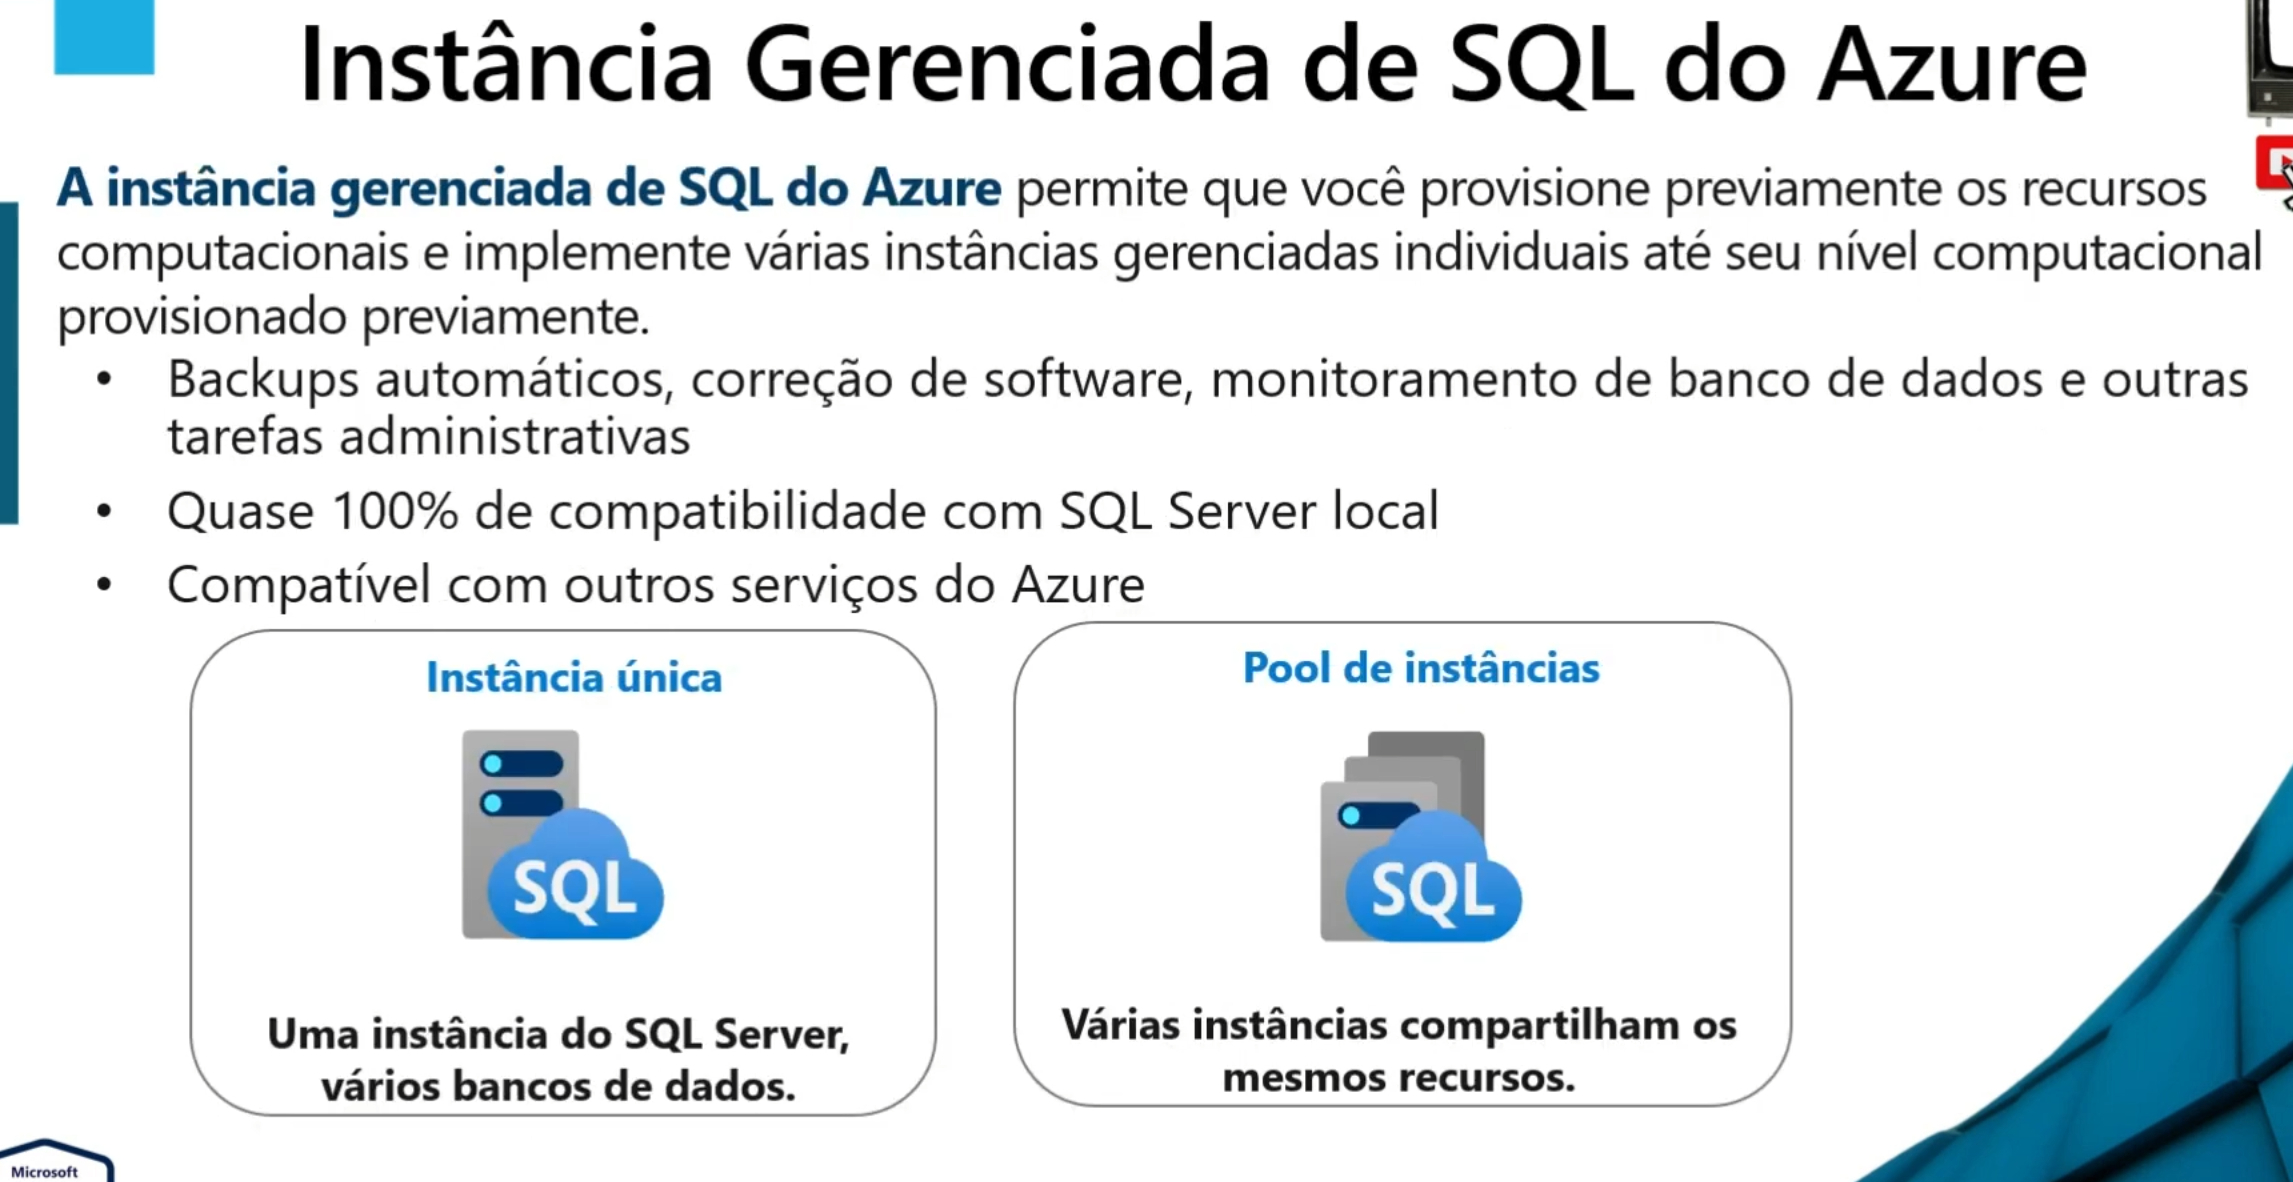 Instância Gerenciada de SQL do Azure
A instância gerenciada de SQL do Azure permite que você provisione previamente os recursos
computacionais e implemente várias instâncias gerenciadas individuais até seu nível computacional
provisionado previamente.
• Backups automáticos, correção de software, monitoramento de banco de dados e outras
tarefas administrativas
• Quase 100% de compatibilidade com SQL Server local
• Compatível com outros serviços do Azure
Instância única
SQL
Uma instância do SQL Server,
vários bancos de dados.
Pool de instâncias
SQL
Várias instâncias compartilham os
mesmos recursos.
Microsoft